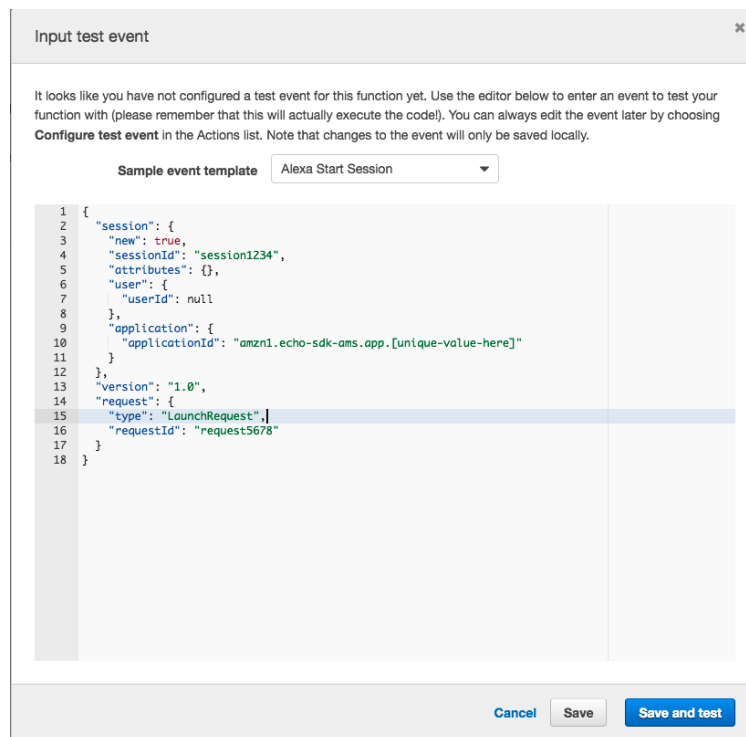 Input test event
×
It looks like you have not configured a test event for this function yet. Use the editor below to enter an event to test your
function with (please remember that this will actually execute the code!). You can always edit the event later by choosing
Configure test event in the Actions list. Note that changes to the event will only be saved locally.
Sample event template Alexa Start Session
1 {
2   "session": {
3     "new": true,
4     "sessionId": "session1234",
5     "attributes": {},
6     "user": {
7       "userId": null
8     },
9     "application": {
10       "applicationId": "amzn1.echo-sdk-ams.app.[unique-value-here]"
11     }
12   },
13   "version": "1.0",
14   "request": {
15     "type": "LaunchRequest",
16     "requestId": "request5678"
17   }
18 }
Cancel Save Save and test